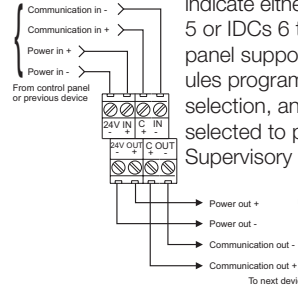 Communication in -
Communication in +
Power in +
Power in -
From control panel
or previous device
24V IN C IN
- + + -
24V OUT C OUT
- + + -
Power out +
Power out -
Communication out -
Communication out +
To next
indicate either
5 or IDCs 6
panel suppor
ules program
selection, an
selected to p
Supervisory